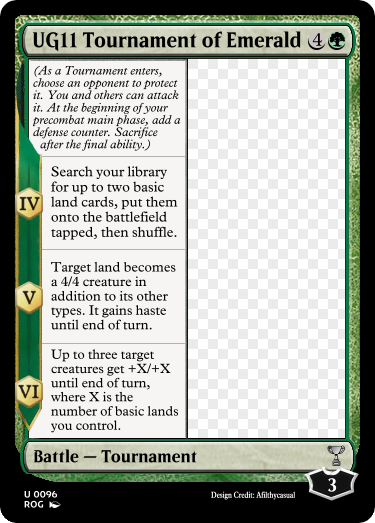 UG11 Tournament of Emerald 4
(As a Tournament enters,
choose an opponent to protect
it. You and others can attack
it. At the beginning of your
precombat main phase, add a
defense counter. Sacrifice
after the final ability.)
IV
Search your library
for up to two basic
land cards, put them
onto the battlefield
tapped, then shuffle.
V
Target land becomes
a 4/4 creature in
addition to its other
types. It gains haste
until end of turn.
VI
Up to three target
creatures get +X/+X
until end of turn,
where X is the
number of basic lands
you control.
Battle — Tournament
3
U 0096
ROG
Design Credit: Afilthycasual